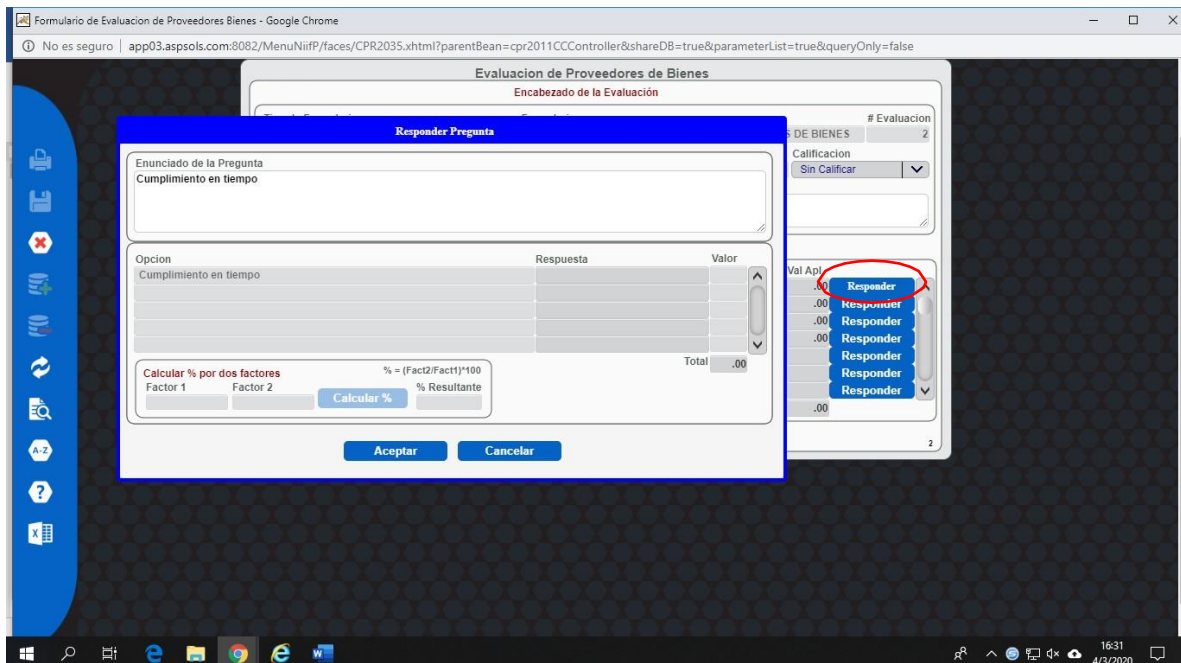 Formulario de Evaluacion de Proveedores Bienes - Google Chrome
No es seguro | app03.aspsols.com:8082/MenuNiifP/faces/CPR2035.xhtml?parentBean=cpr2011CCController&shareDB=true&parameterList=true&queryOnly=false
Evaluacion de Proveedores de Bienes
Encabezado de la Evaluación
# Evaluacion
S DE BIENES 2
Calificacion
Sin Calificar
Responder Pregunta
Enunciado de la Pregunta
Cumplimiento en tiempo
Opcion Respuesta Valor
Cumplimiento en tiempo
Total .00
Calcular % por dos factores % = (Fact2/Fact1)*100
Factor 1 Factor 2 % Resultante
Calcular %
Aceptar Cancelar
Val Apl.
.00 Responder
.00 Responder
.00 Responder
.00 Responder
Responder
Responder
Responder
.00
2
A-Z
?
X
e
W
16:31
4/3/2020